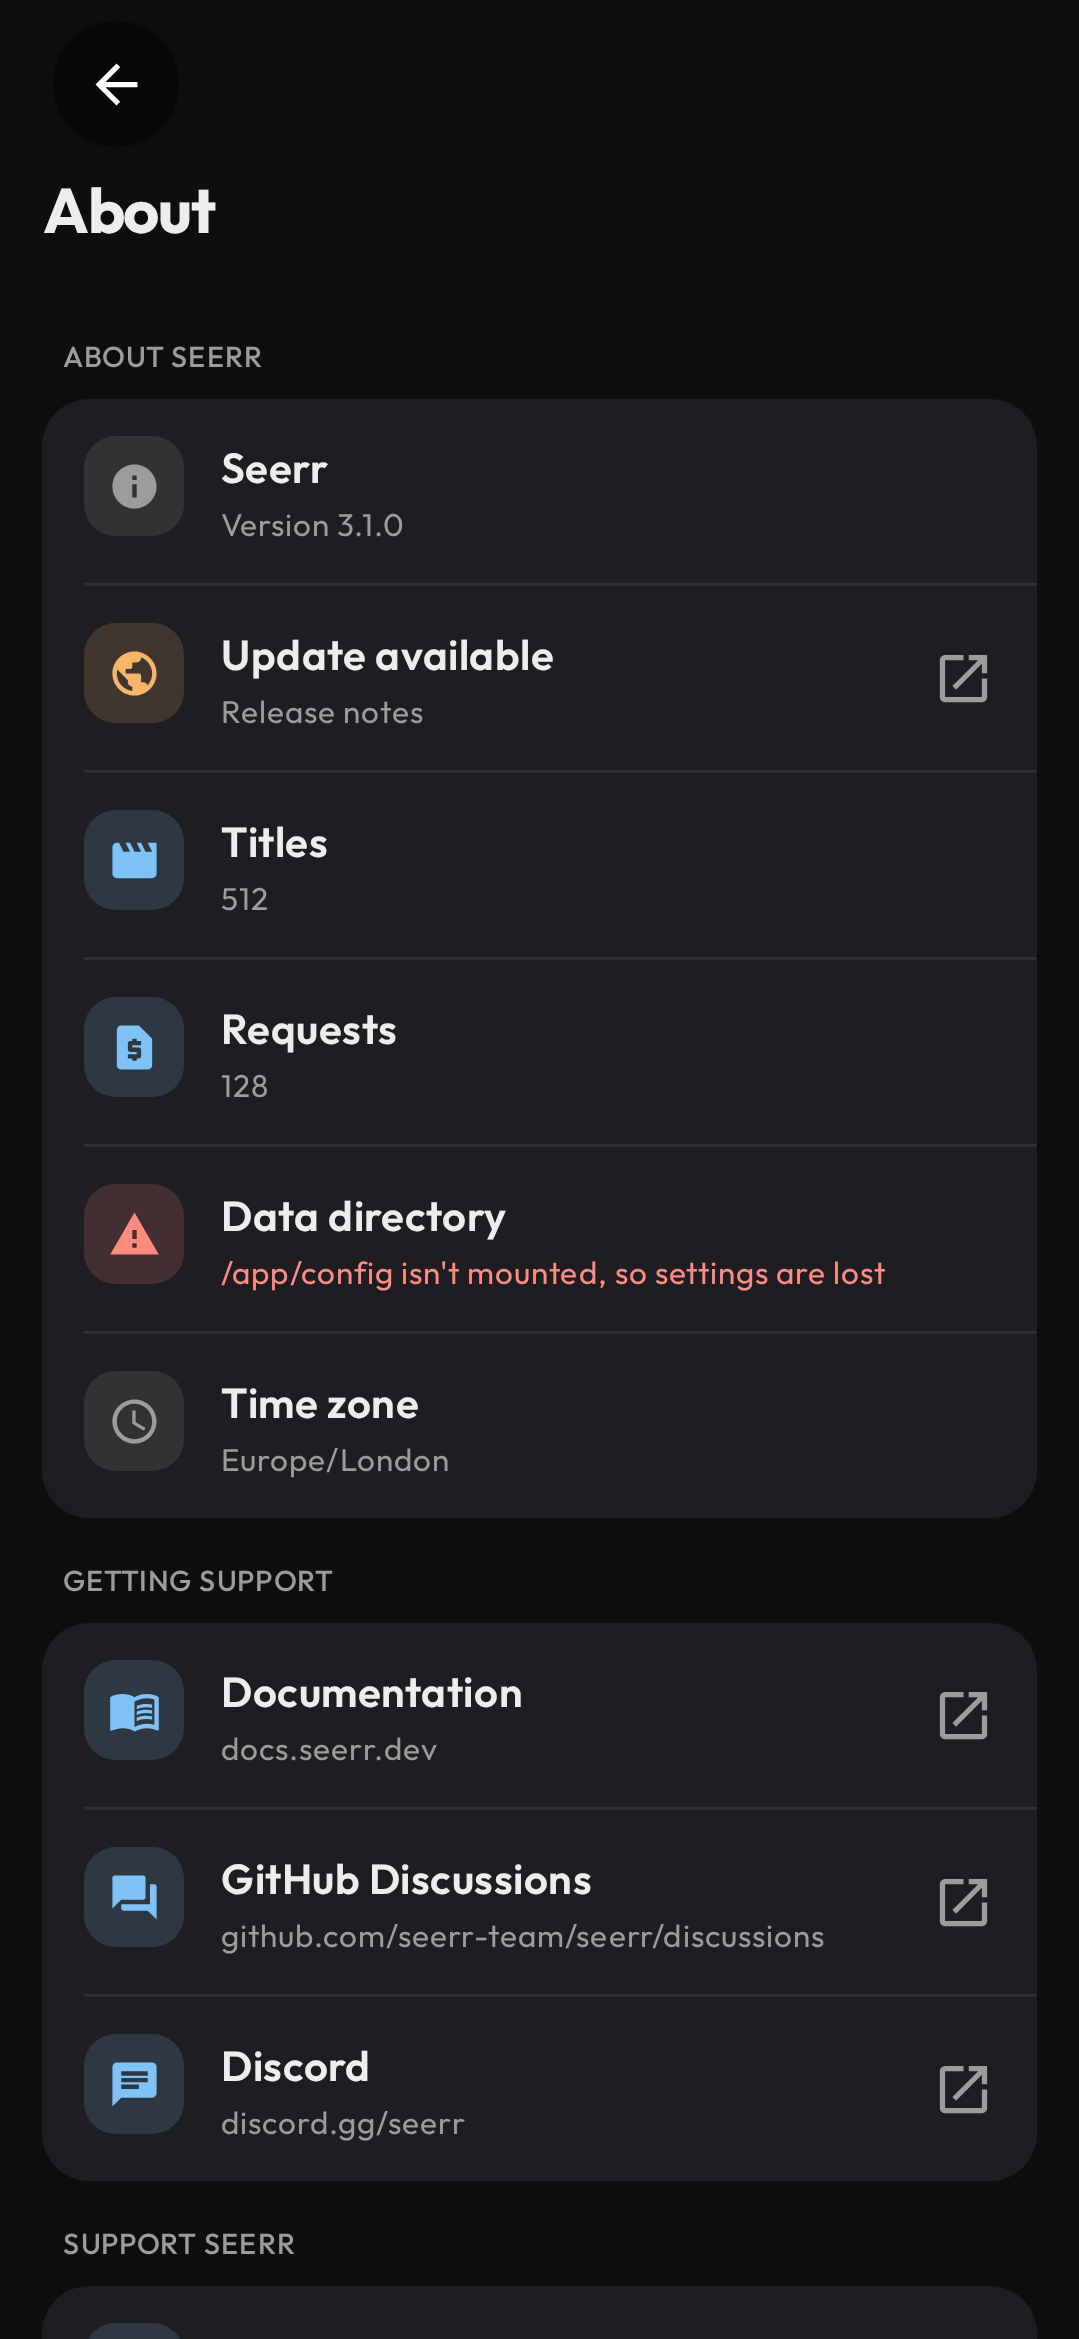 About
ABOUT SEERR
Seerr
Version 3.1.0
Update available
Release notes
Titles
512
Requests
128
Data directory
/app/config isn't mounted, so settings are lost
Time zone
Europe/London
GETTING SUPPORT
Documentation
docs.seerr.dev
GitHub Discussions
github.com/seerr-team/seerr/discussions
Discord
discord.gg/seerr
SUPPORT SEERR